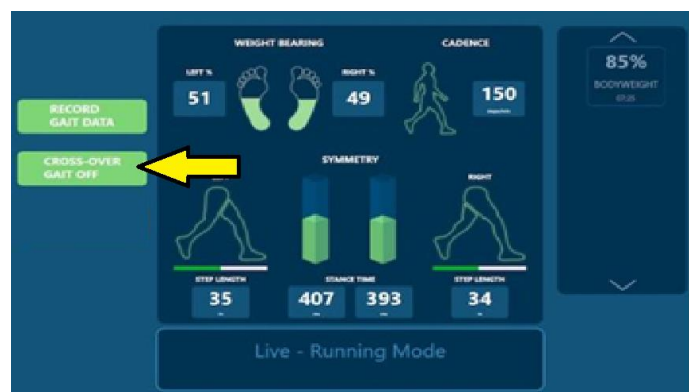 WEIGHT BEARING
CADENCE
LEFT %
RIGHT %
51
49
150
85%
BODYWEIGHT
RECORD
GAIT DATA
CROSS-OVER
GAIT OFF
SYMMETRY
RIGHT
STEP LENGTH
STANCE TIME
STEP LENGTH
35
407
393
34
Live - Running Mode